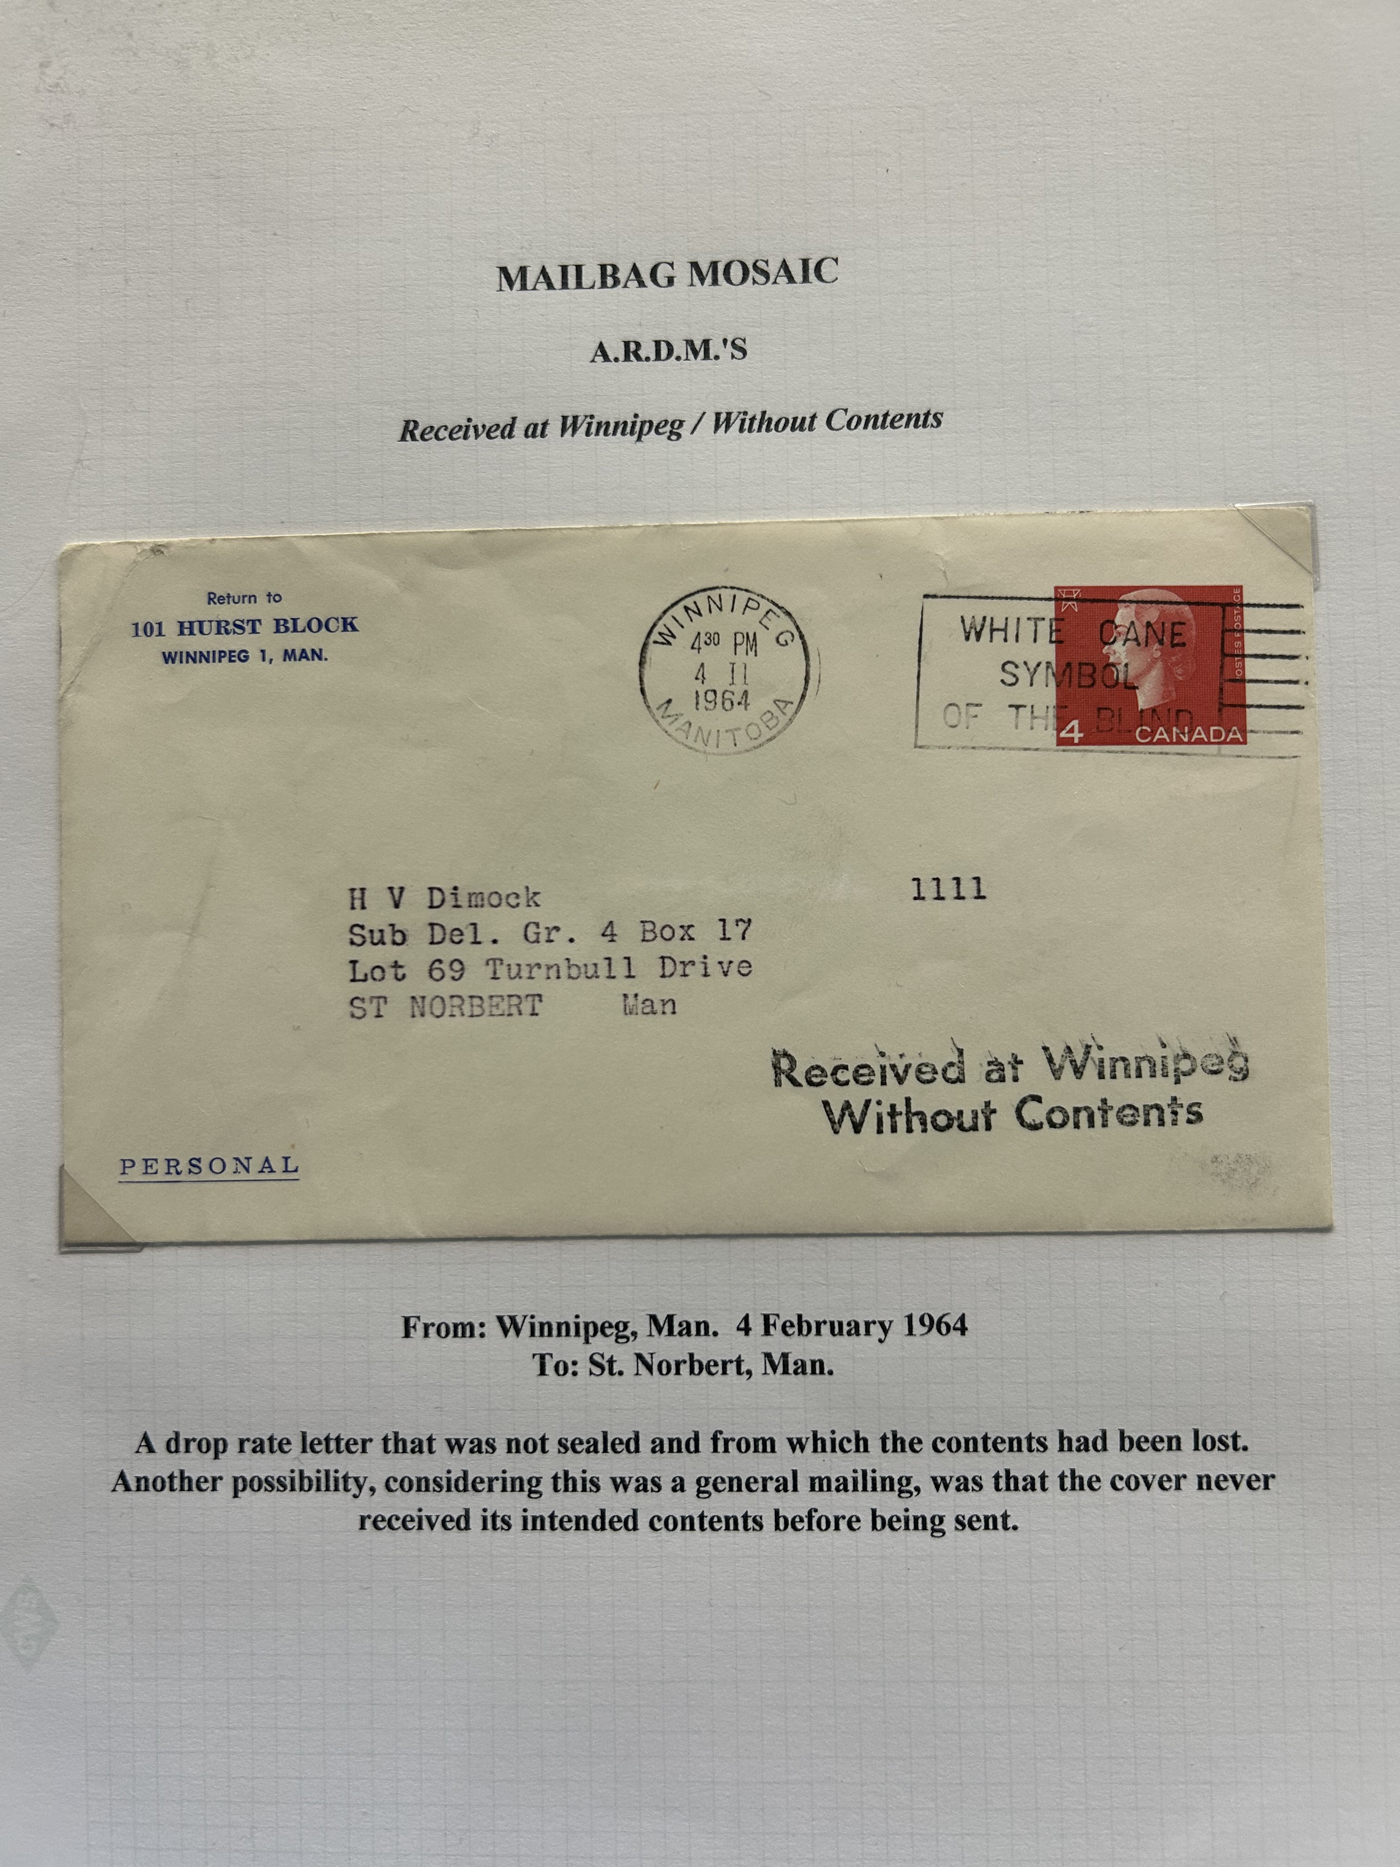 MAILBAG MOSAIC
A.R.D.M.'S
Received at Winnipeg / Without Contents
Return to
101 HURST BLOCK
WINNIPEG 1, MAN.
WINNIPEG
4 30 PM
4 II
1964
MANITOBA
WHITE CANE
SYMBOL
OF THE BLIND
POSTES POSTAGE
4 CANADA
H V Dimock
1111
Sub Del. Gr. 4 Box 17
Lot 69 Turnbull Drive
ST NORBERT Man
Received at Winnipeg
Without Contents
PERSONAL
From: Winnipeg, Man. 4 February 1964
To: St. Norbert, Man.
A drop rate letter that was not sealed and from which the contents had been lost.
Another possibility, considering this was a general mailing, was that the cover never
received its intended contents before being sent.